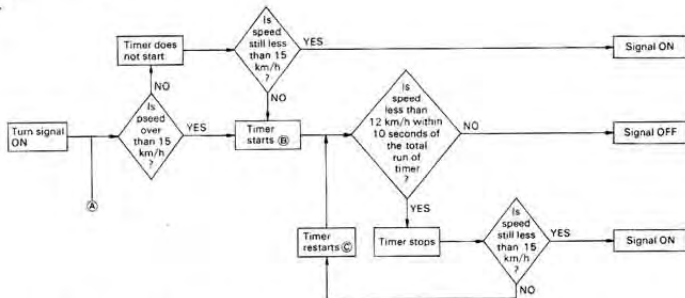 Is
speed
still less
than 15
km/h
?
YES
Signal ON
Timer does
not start
NO
NO
Turn signal
ON
Is
pseed
over
than 15
km/h
?
YES
Timer
starts Ⓑ
Is
speed
less than
12 km/h within
10 seconds of
the total
run of
timer
?
NO
Signal OFF
Ⓐ
YES
Timer
restarts Ⓒ
Timer stops
Is
speed
still less
than 15
km/h
?
YES
Signal ON
NO